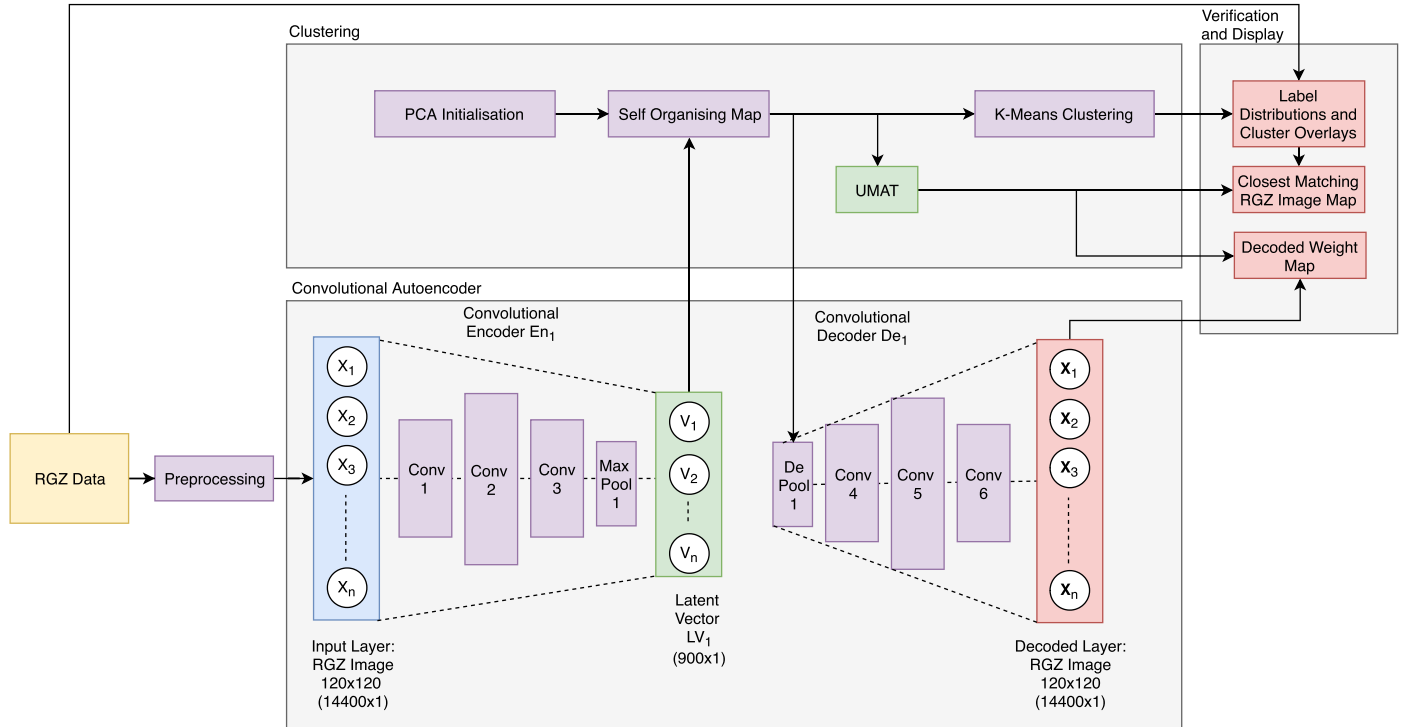 Verification
and Display
Clustering
PCA Initialisation
Self Organising Map
K-Means Clustering
Label
Distributions and
Cluster Overlays
UMAT
Closest Matching
RGZ Image Map
Decoded Weight
Map
Convolutional Autoencoder
Convolutional
Encoder En1
Convolutional
Decoder De1
RGZ Data
Preprocessing
X1
X2
X3
Xn
Conv
1
Conv
2
Conv
3
Max
Pool
1
V1
V2
Vn
De
Pool
1
Conv
4
Conv
5
Conv
6
X1
X2
X3
Xn
Input Layer:
RGZ Image
120x120
(14400x1)
Latent
Vector
LV1
(900x1)
Decoded Layer:
RGZ Image
120x120
(14400x1)